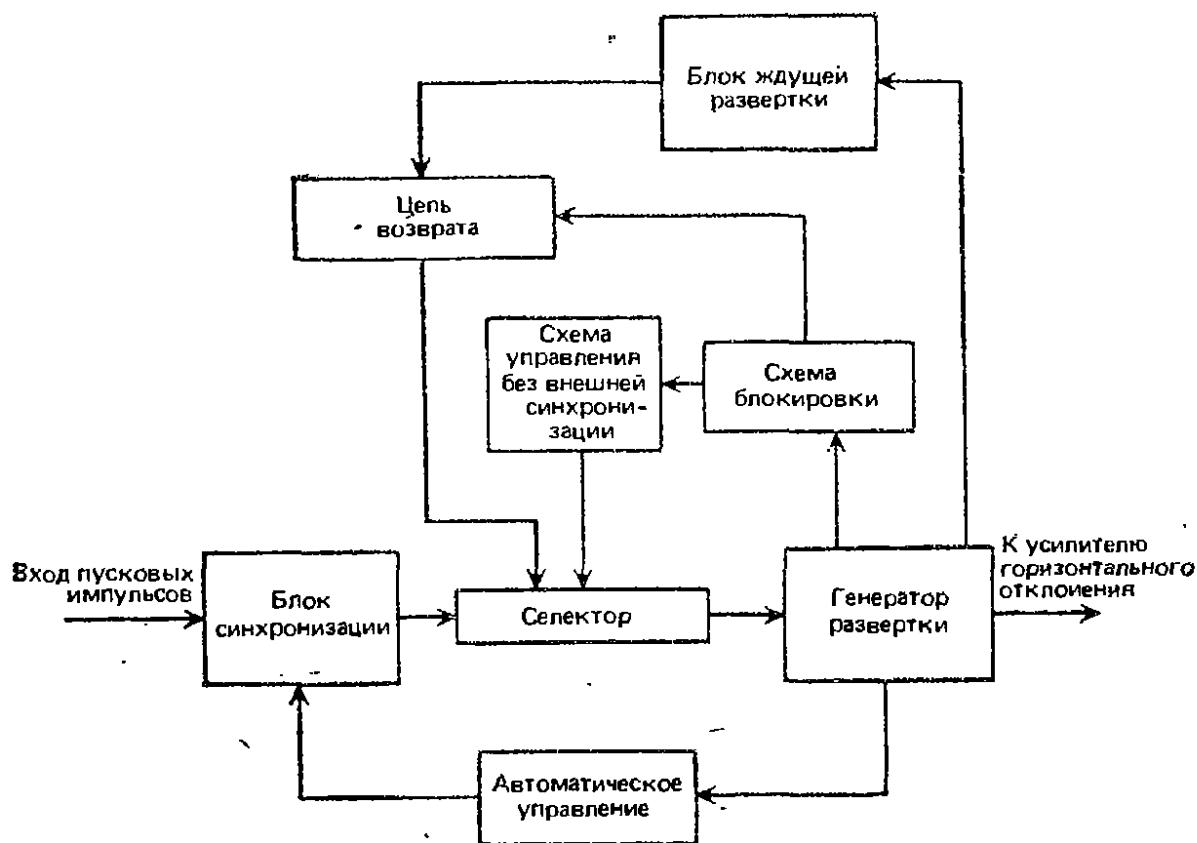 Блок ждущей
развертки
Цепь
возврата
Схема
управления
без внешней
синхрони-
зации
Схема
блокировки
Вход пусковых
импульсов
Блок
синхронизации
Селектор
Генератор
развертки
К усилителю
горизонтального
отклонения
Автоматическое
управление